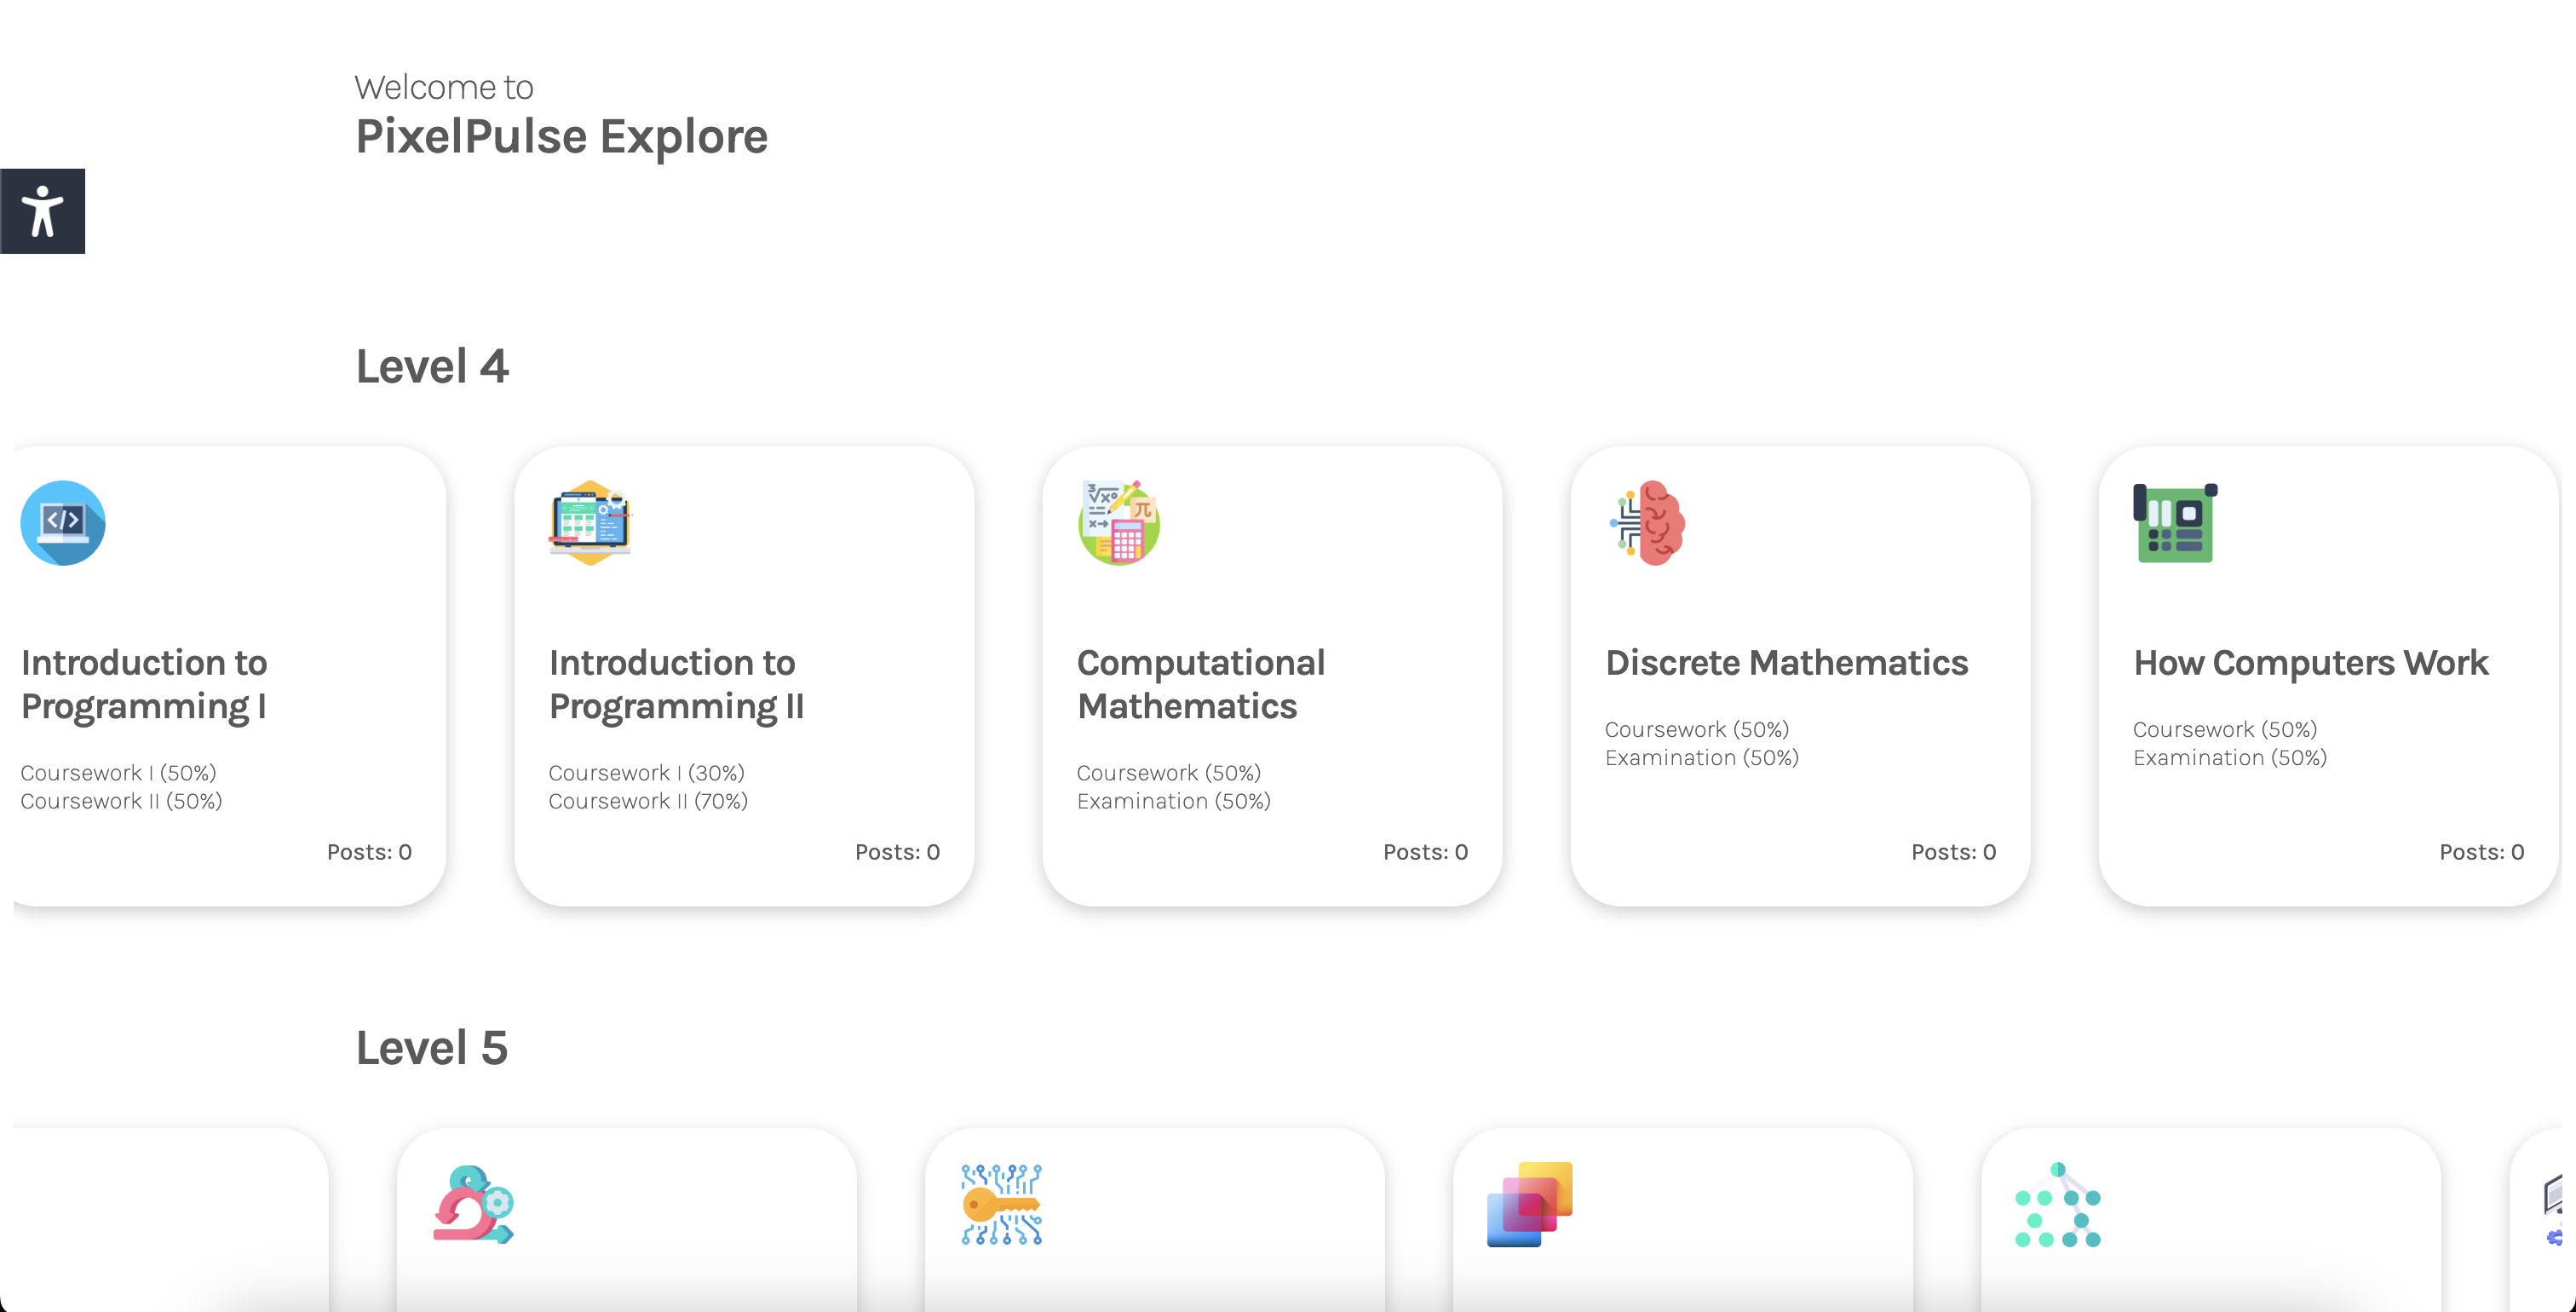 Welcome to
PixelPulse Explore
Level 4
Introduction to
Programming I
Coursework I (50%)
Coursework II (50%)
Posts: 0
Introduction to
Programming II
Coursework I (30%)
Coursework II (70%)
Posts: 0
Computational
Mathematics
Coursework (50%)
Examination (50%)
Posts: 0
Discrete Mathematics
Coursework (50%)
Examination (50%)
Posts: 0
How Computers Work
Coursework (50%)
Examination (50%)
Posts: 0
Level 5